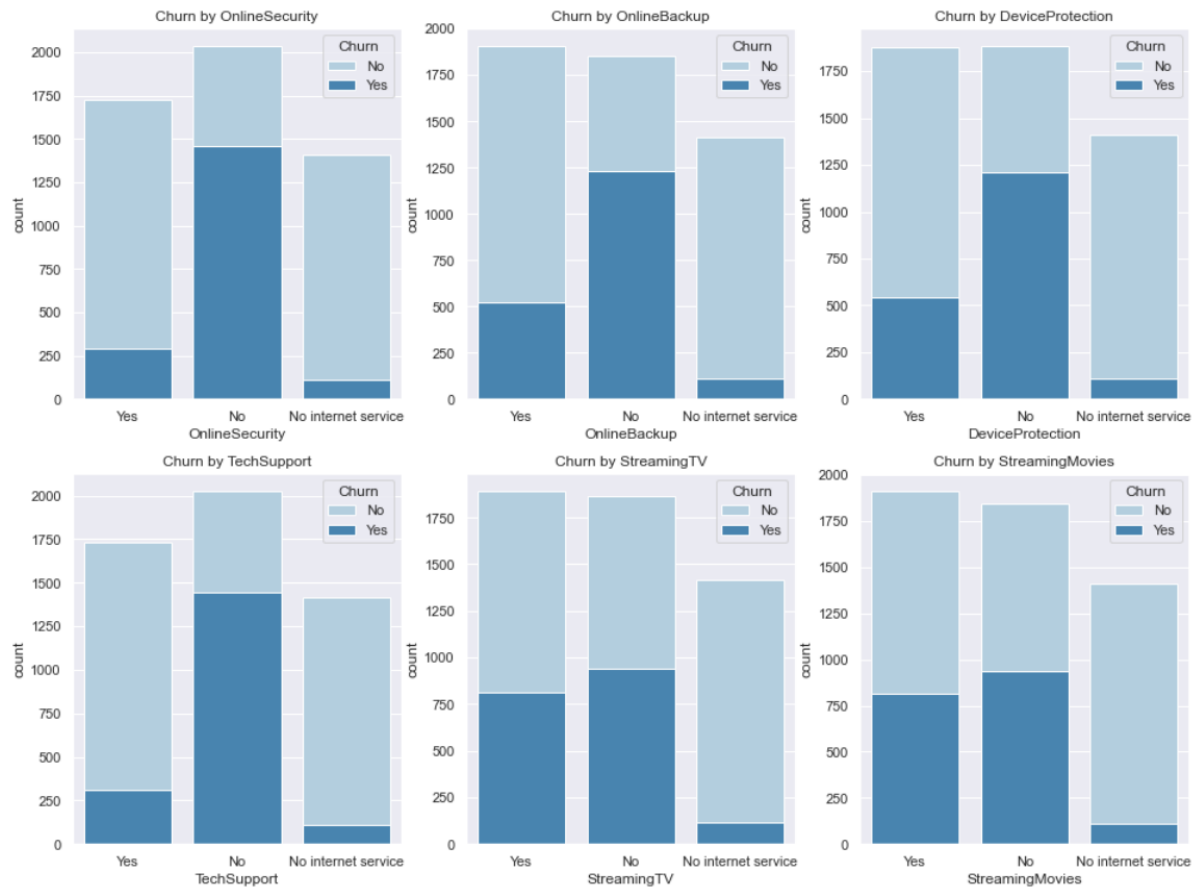 Churn by OnlineSecurity
2000
1750
1500
1250
1000
750
500
250
0
count
Churn
No
Yes
Yes No No internet service
OnlineSecurity
Churn by OnlineBackup
2000
1750
1500
1250
1000
750
500
250
0
count
Churn
No
Yes
Yes No No internet service
OnlineBackup
Churn by DeviceProtection
1750
1500
1250
1000
750
500
250
0
count
Churn
No
Yes
Yes No No internet service
DeviceProtection
Churn by TechSupport
2000
1750
1500
1250
1000
750
500
250
0
count
Churn
No
Yes
Yes No No internet service
TechSupport
Churn by StreamingTV
1750
1500
1250
1000
750
500
250
0
count
Churn
No
Yes
Yes No No internet service
StreamingTV
Churn by StreamingMovies
2000
1750
1500
1250
1000
750
500
250
0
count
Churn
No
Yes
Yes No No internet service
StreamingMovies